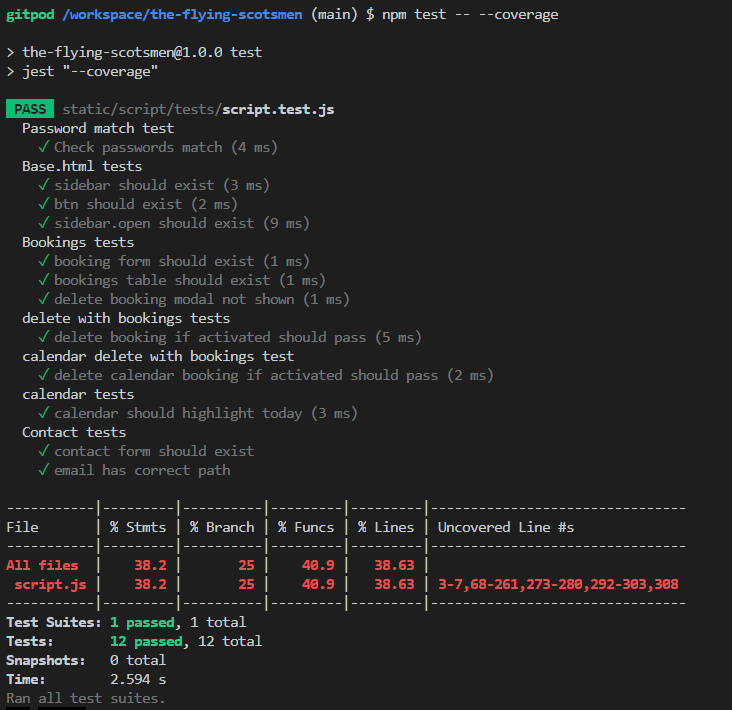 gitpod /workspace/the-flying-scotsmen (main) $ npm test -- --coverage
> the-flying-scotsmen@1.0.0 test
> jest "--coverage"
PASS static/script/tests/script.test.js
Password match test
✓ Check passwords match (4 ms)
Base.html tests
✓ sidebar should exist (3 ms)
✓ btn should exist (2 ms)
✓ sidebar.open should exist (9 ms)
Bookings tests
✓ booking form should exist (1 ms)
✓ bookings table should exist (1 ms)
✓ delete booking modal not shown (1 ms)
delete with bookings tests
✓ delete booking if activated should pass (5 ms)
calendar delete with bookings test
✓ delete calendar booking if activated should pass (2 ms)
calendar tests
✓ calendar should highlight today (3 ms)
Contact tests
✓ contact form should exist
✓ email has correct path
-----------|---------|----------|---------|---------|--------------------------------
File | % Stmts | % Branch | % Funcs | % Lines | Uncovered Line #s
-----------|---------|----------|---------|---------|--------------------------------
All files | 38.2 | 25 | 40.9 | 38.63 |
script.js | 38.2 | 25 | 40.9 | 38.63 | 3-7,68-261,273-280,292-303,308
-----------|---------|----------|---------|---------|--------------------------------
Test Suites: 1 passed, 1 total
Tests: 12 passed, 12 total
Snapshots: 0 total
Time: 2.594 s
Ran all test suites.